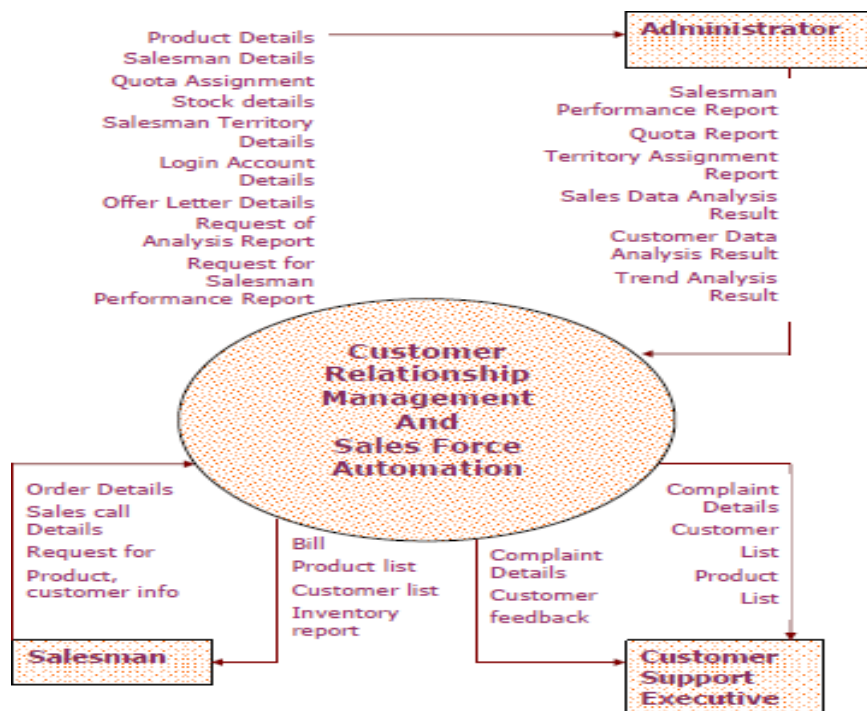 Product Details
Salesman Details
Quota Assignment
Stock details
Salesman Territory
Details
Login Account
Details
Offer Letter Details
Request of
Analysis Report
Request for
Salesman
Performance Report
Administrator
Salesman
Performance Report
Quota Report
Territory Assignment
Report
Sales Data Analysis
Result
Customer Data
Analysis Result
Trend Analysis
Result
Customer
Relationship
Management
And
Sales Force
Automation
Order Details
Sales call
Details
Request for
Product,
customer info
Bill
Product list
Customer list
Inventory
report
Complaint
Details
Customer
feedback
Complaint
Details
Customer
List
Product
List
Salesman
Customer
Support
Executive